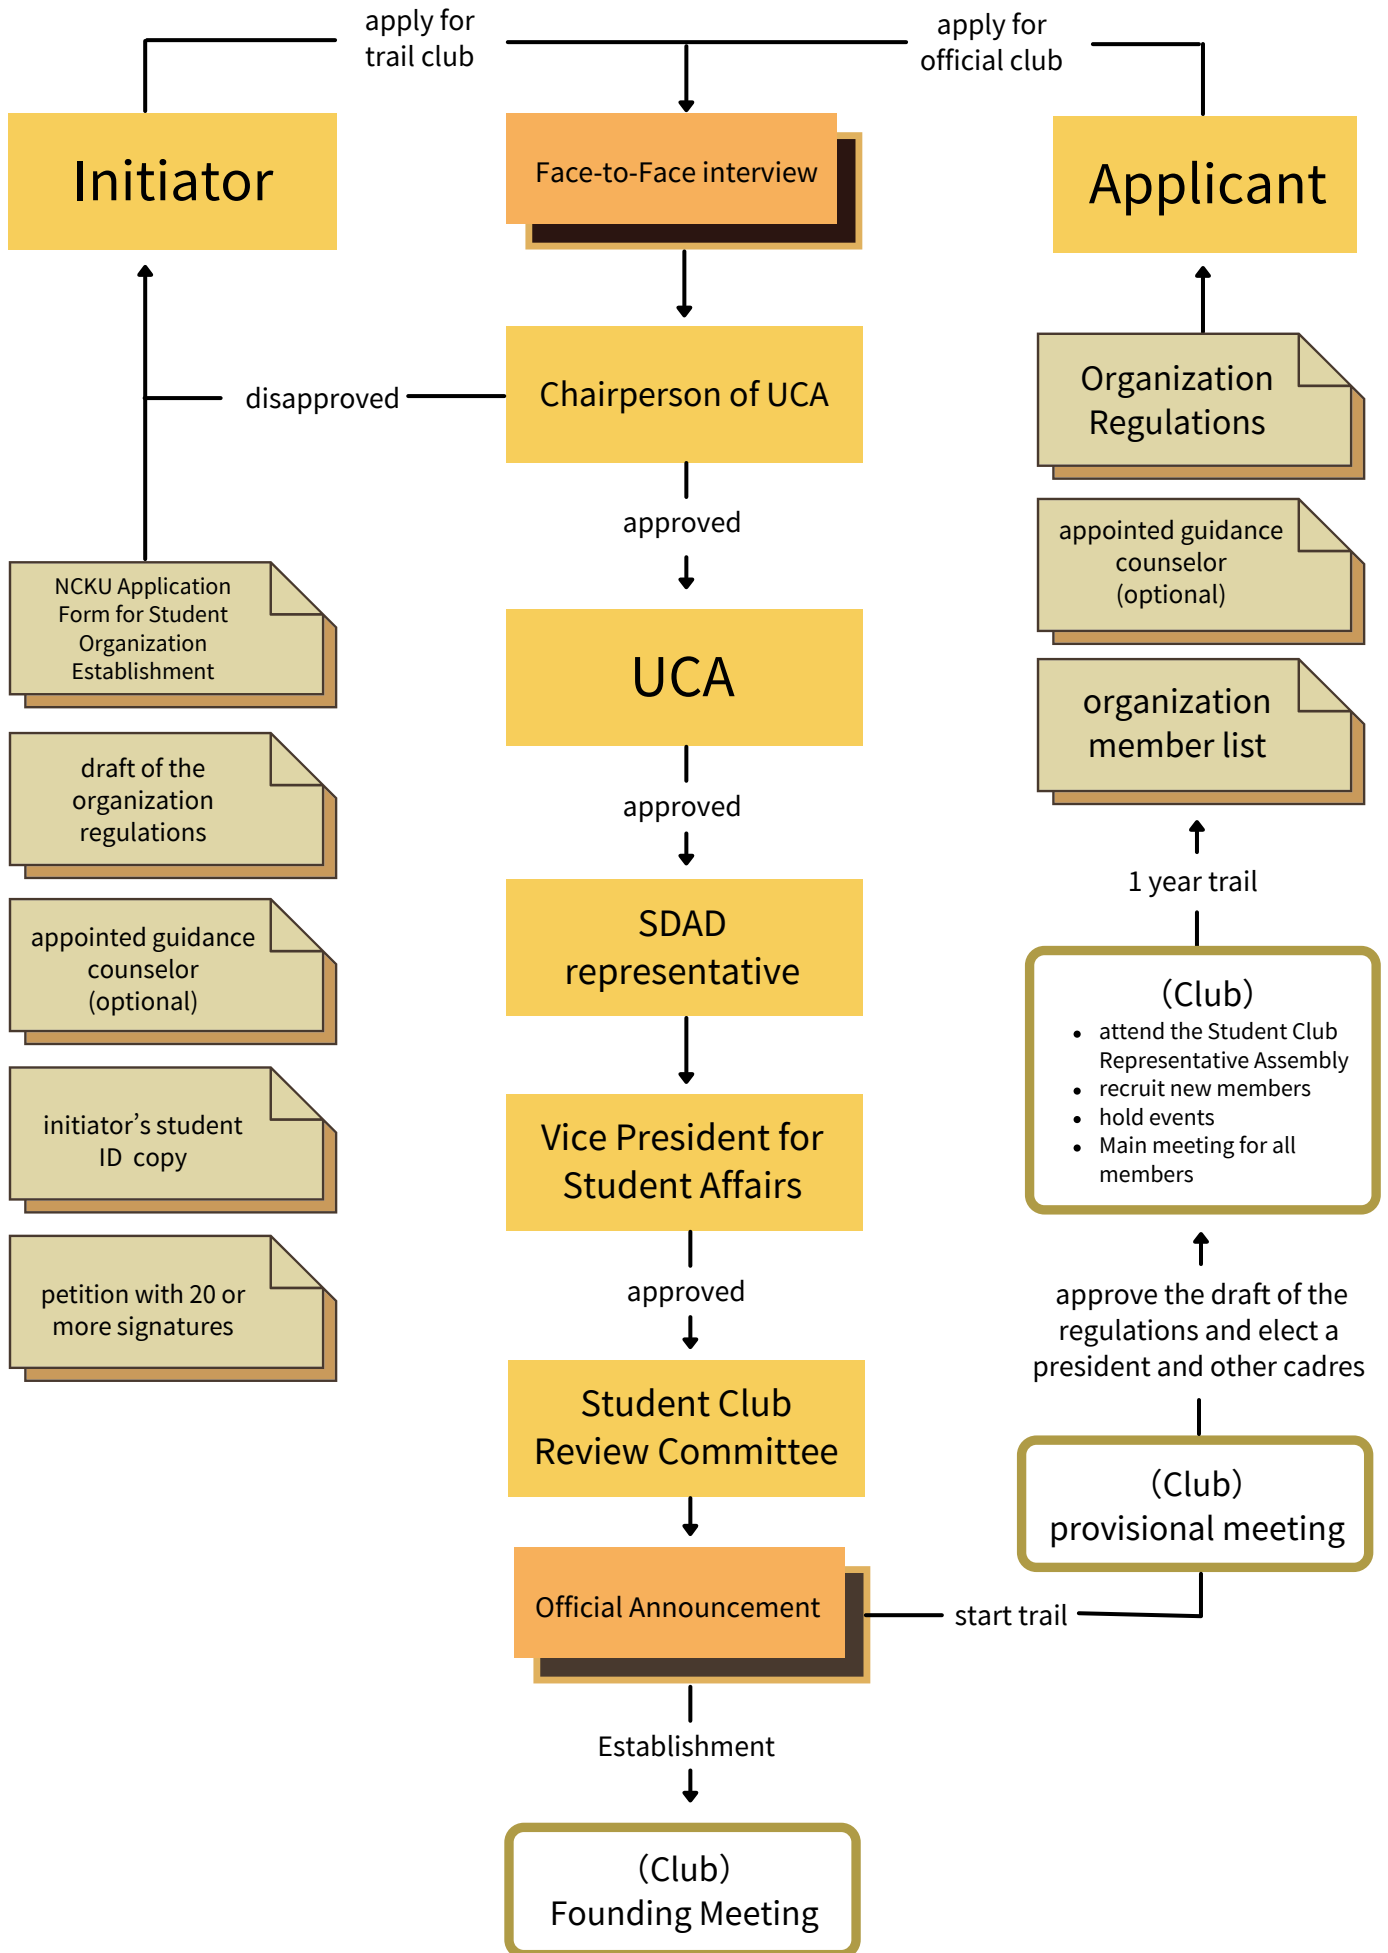 apply for
trail club
apply for
official club
Initiator
Face-to-Face interview
Applicant
disapproved
Chairperson of UCA
approved
UCA
approved
SDAD
representative
Vice President for
Student Affairs
approved
Student Club
Review Committee
Official Announcement
start trail
Establishment
（Club）
Founding Meeting
NCKU Application
Form for Student
Organization
Establishment
draft of the
organization
regulations
appointed guidance
counselor
(optional)
initiator’s student
ID copy
petition with 20 or
more signatures
Organization
Regulations
appointed guidance
counselor
(optional)
organization
member list
1 year trail
（Club）
• attend the Student Club
Representative Assembly
• recruit new members
• hold events
• Main meeting for all
members
approve the draft of the
regulations and elect a
president and other cadres
（Club）
provisional meeting